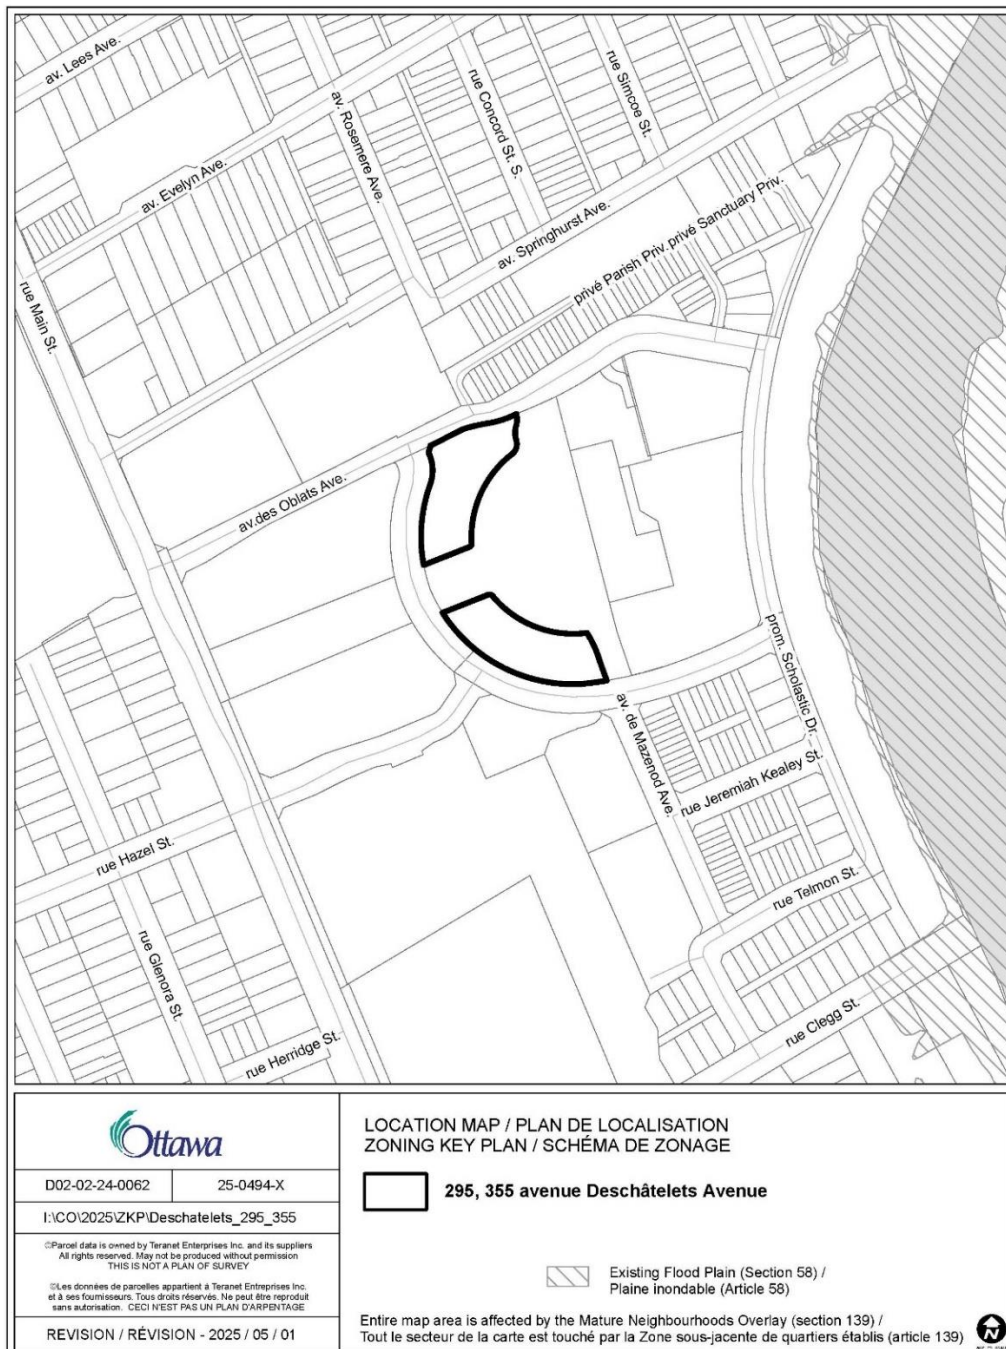 av. Lees Ave.
rue Concord St. S.
rue Simcoe St.
av. Rosemere Ave.
av. Evelyn Ave.
av. Springhurst Ave.
privé Sanctuary Priv.
privé Parish Priv.
rue Main St.
av.des Oblats Ave.
prom. Scholastic Dr.
av. de Mazenod Ave.
rue Jeremiah Kealey St.
rue Hazel St.
rue Telmon St.
rue Glenora St.
rue Clegg St.
rue Herridge St.
Ottawa
D02-02-24-0062
25-0494-X
I:\CO\2025\ZKP\Deschatelets_295_355
©Parcel data is owned by Teranet Enterprises Inc. and its suppliers
All rights reserved. May not be produced without permission
THIS IS NOT A PLAN OF SURVEY
©Les données de parcelles appartient à Teranet Entreprises Inc.
et à ses fournisseurs. Tous droits réservés. Ne peut être reproduit
sans autorisation. CECI N'EST PAS UN PLAN D'ARPENTAGE
REVISION / RÉVISION - 2025 / 05 / 01
LOCATION MAP / PLAN DE LOCALISATION
ZONING KEY PLAN / SCHÉMA DE ZONAGE
295, 355 avenue Deschâtelets Avenue
Existing Flood Plain (Section 58) /
Plaine inondable (Article 58)
Entire map area is affected by the Mature Neighbourhoods Overlay (section 139) /
Tout le secteur de la carte est touché par la Zone sous-jacente de quartiers établis (article 139)
N